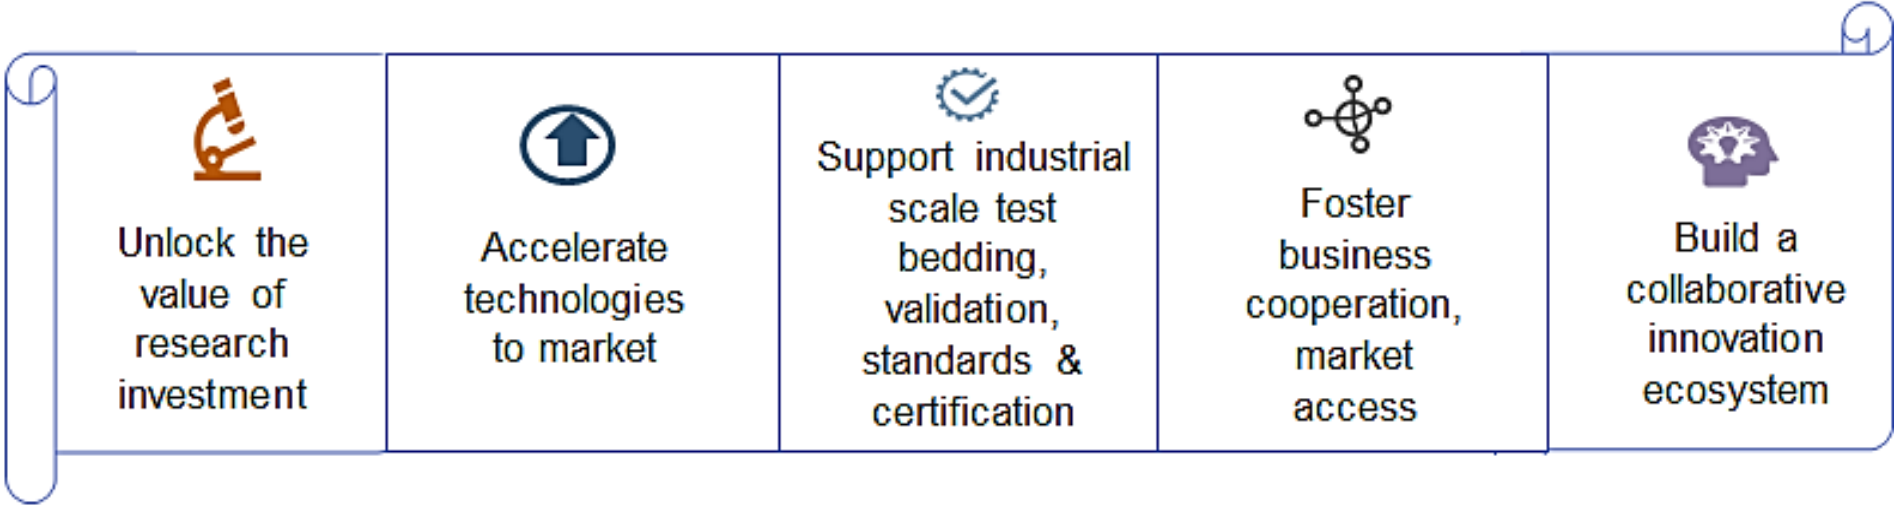 Unlock the
value of
research
investment
Accelerate
technologies
to market
Support industrial
scale test
bedding,
validation,
standards &
certification
Foster
business
cooperation,
market
access
Build a
collaborative
innovation
ecosystem